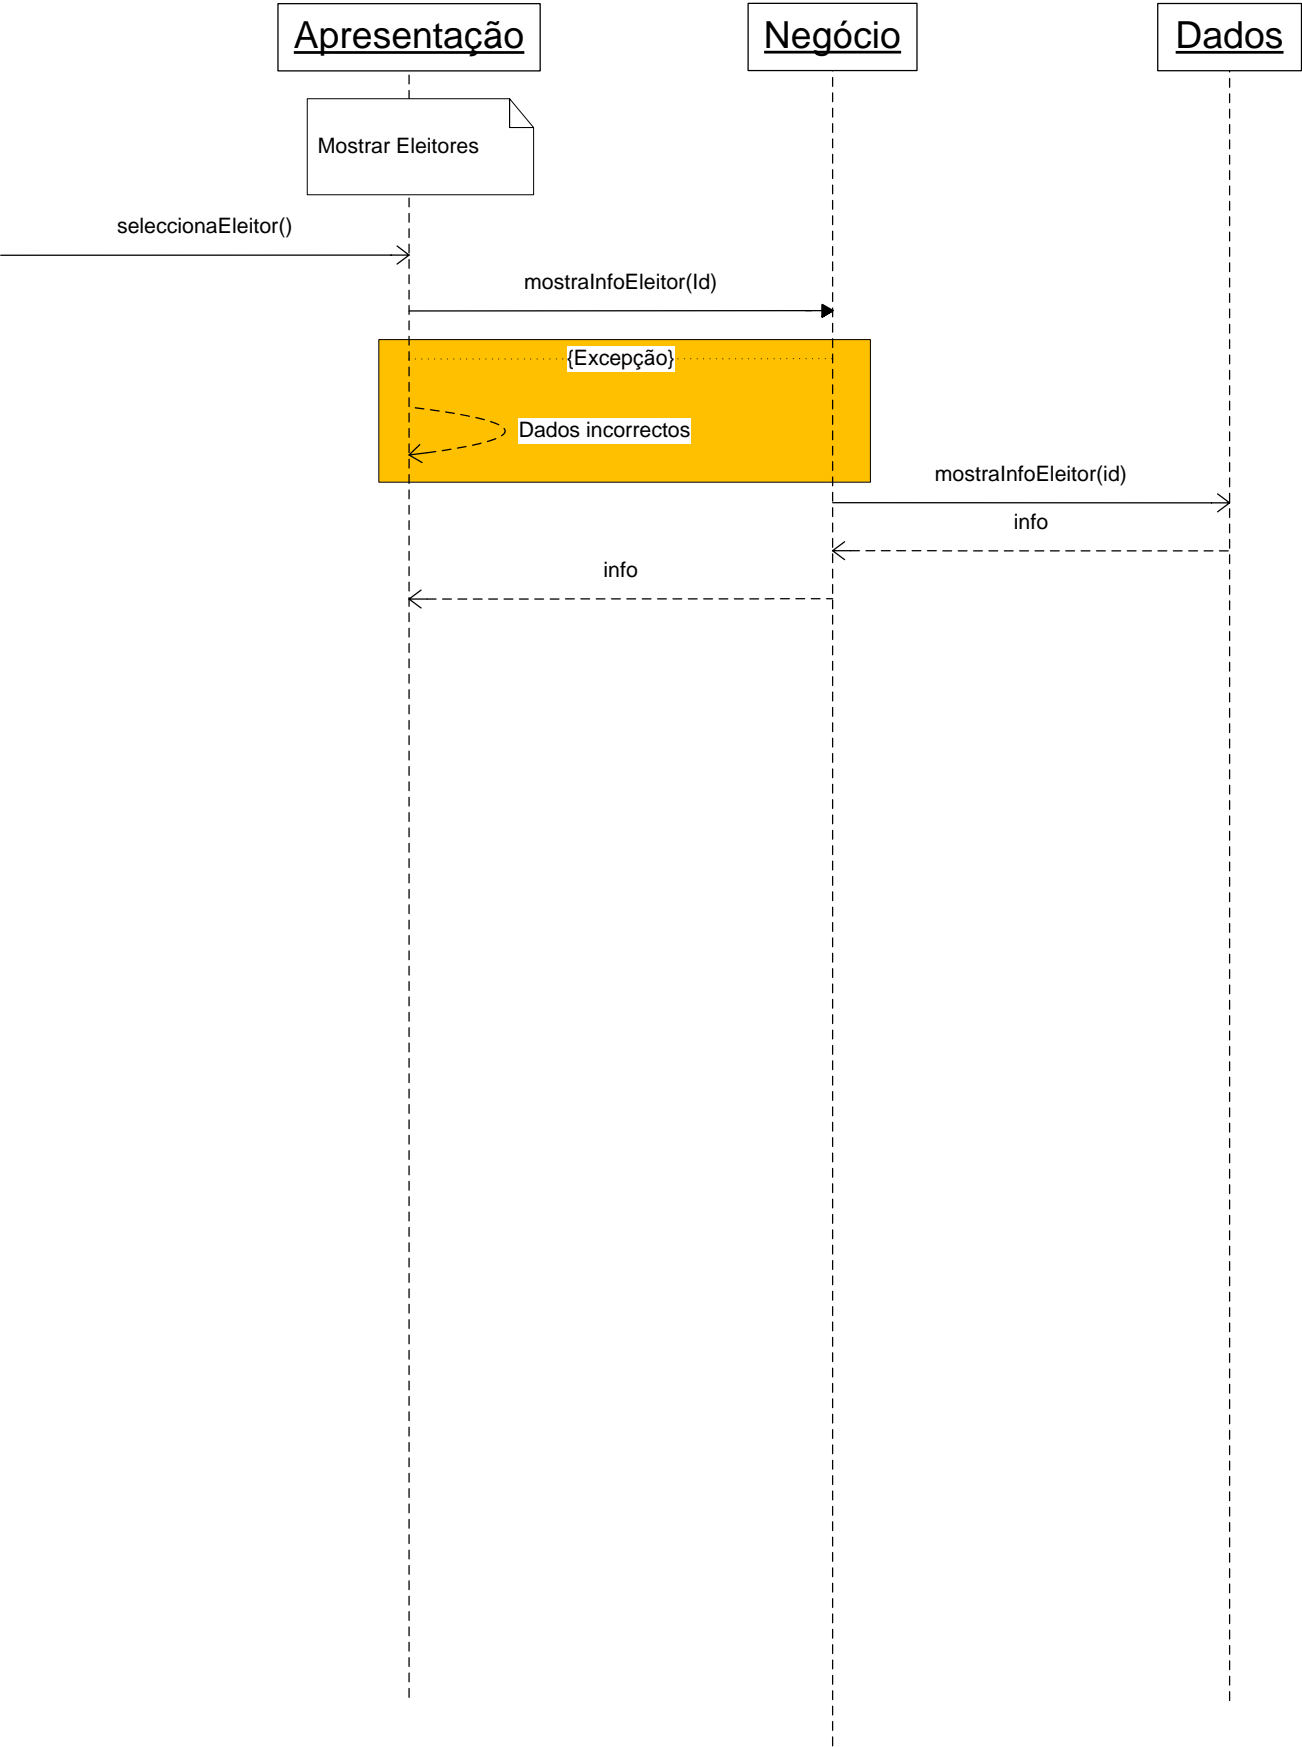 Apresentação
Negócio
Dados
Mostrar Eleitores
seleccionaEleitor()
mostraInfoEleitor(Id)
{Excepção}
Dados incorrectos
mostraInfoEleitor(id)
info
info